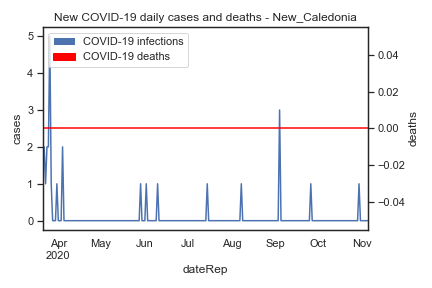 New COVID-19 daily cases and deaths - New_Caledonia
COVID-19 infections
COVID-19 deaths
5
4
3
2
1
0
cases
0.04
0.02
0.00
−0.02
−0.04
deaths
Apr May Jun Jul Aug Sep Oct Nov
2020
dateRep